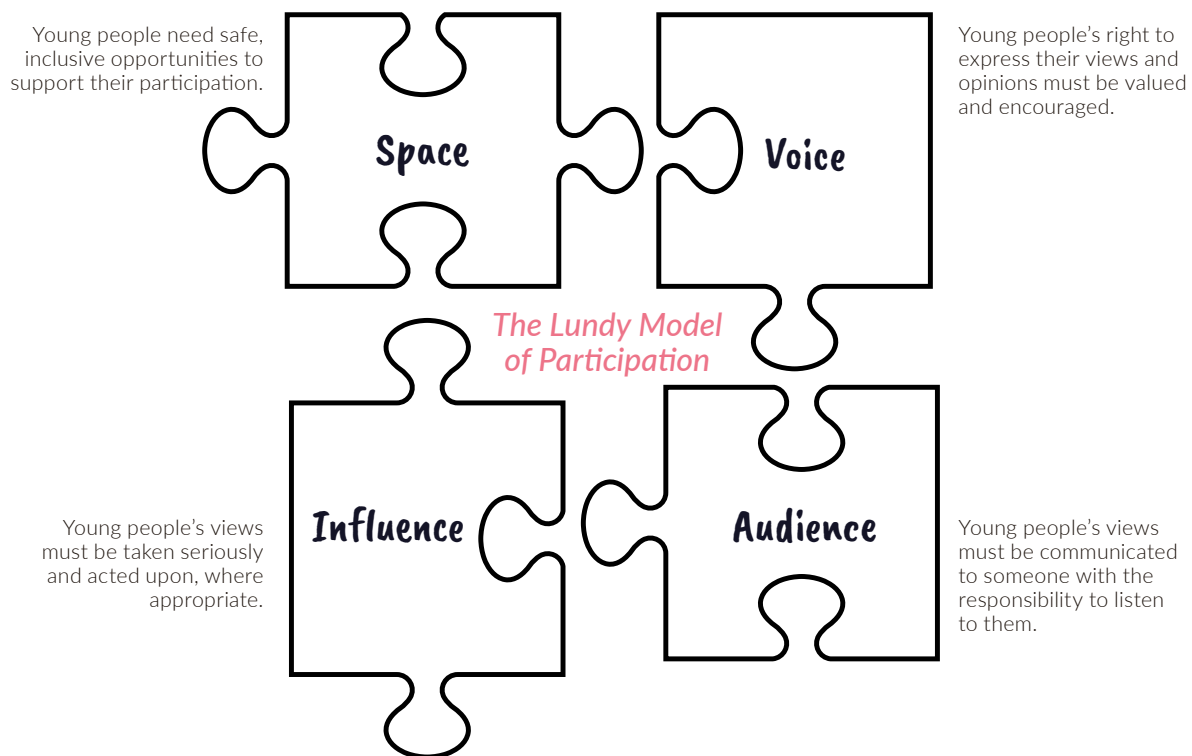 Young people need safe,
inclusive opportunities to
support their participation.
Space
Voice
Young people’s right to
express their views and
opinions must be valued
and encouraged.
The Lundy Model
of Participation
Young people’s views
must be taken seriously
and acted upon, where
appropriate.
Influence
Audience
Young people’s views
must be communicated
to someone with the
responsibility to listen
to them.